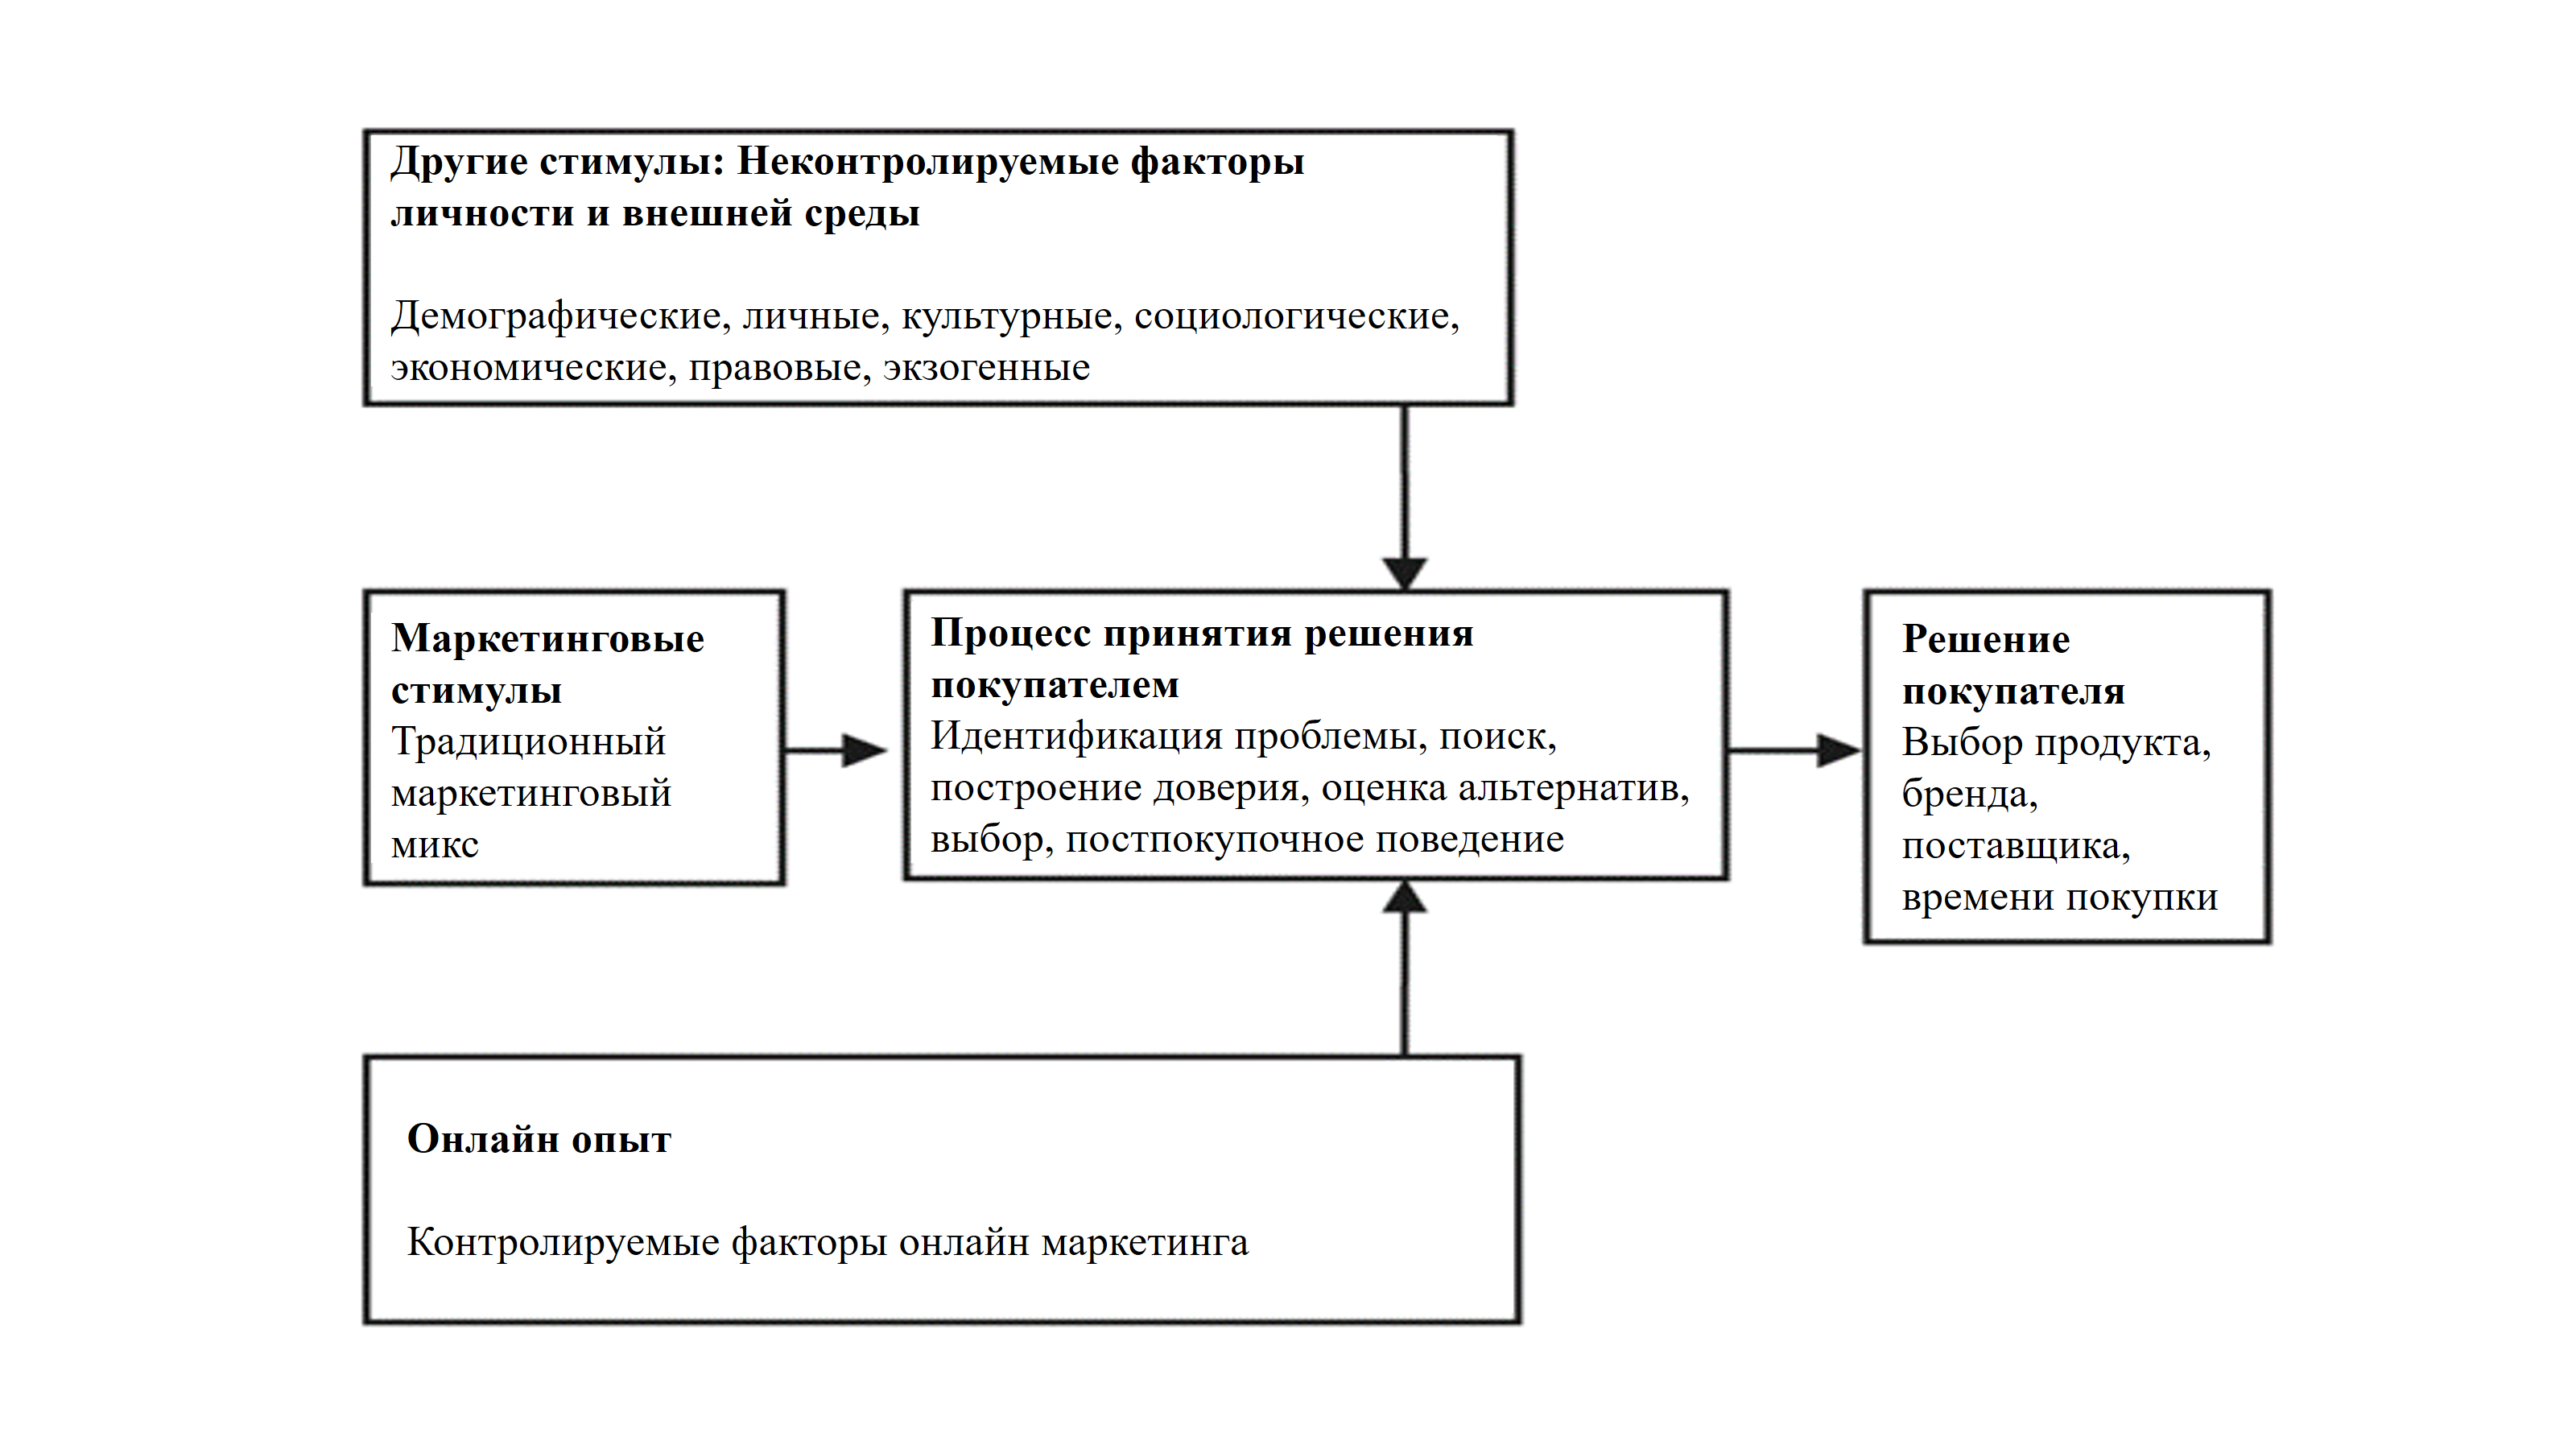 Другие стимулы: Неконтролируемые факторы
личности и внешней среды
Демографические, личные, культурные, социологические,
экономические, правовые, экзогенные
Маркетинговые
стимулы
Традиционный
маркетинговый
микс
Процесс принятия решения
покупателем
Идентификация проблемы, поиск,
построение доверия, оценка альтернатив,
выбор, постпокупочное поведение
Решение
покупателя
Выбор продукта,
бренда,
поставщика,
времени покупки
Онлайн опыт
Контролируемые факторы онлайн маркетинга